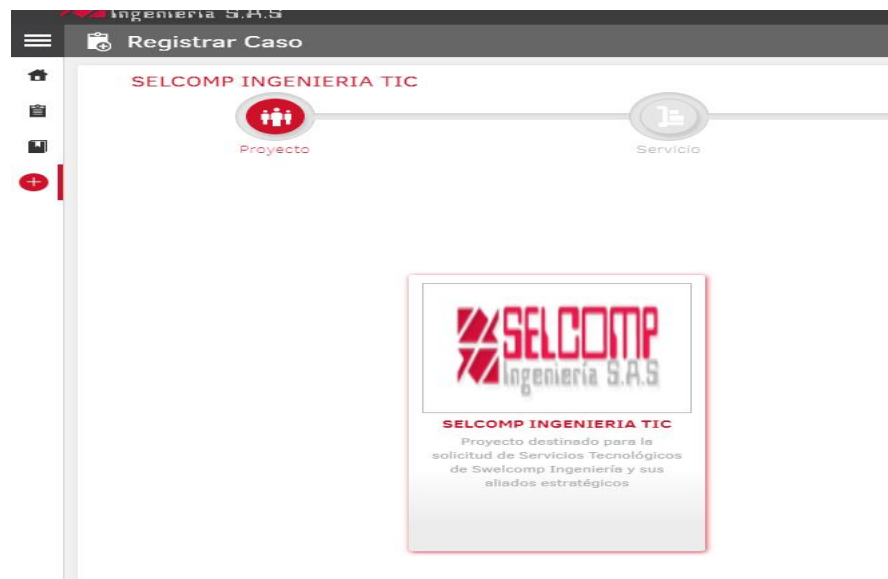 Ingeniería S.A.S
Registrar Caso
SELCOMP INGENIERIA TIC
Proyecto
Servicio
SELCOMP
Ingeniería S.A.S
SELCOMP INGENIERIA TIC
Proyecto destinado para la
solicitud de Servicios Tecnológicos
de Swelcomp Ingeniería y sus
aliados estratégicos